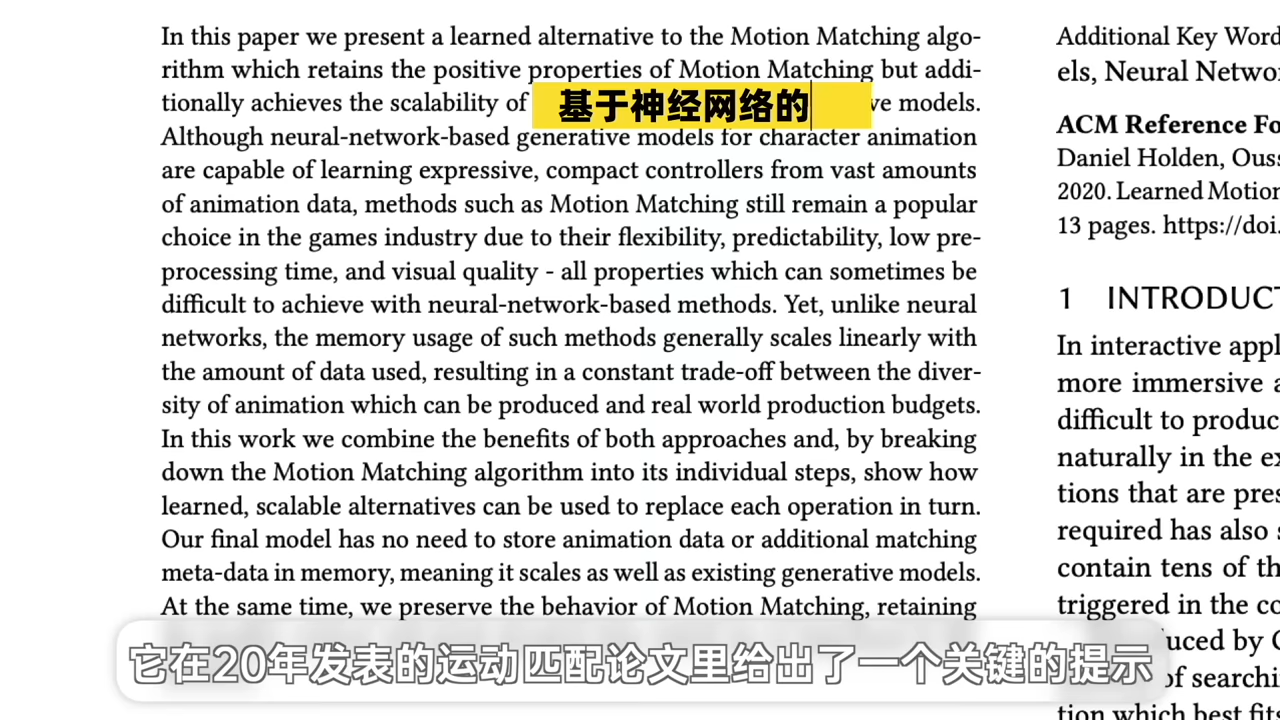 In this paper we present a learned alternative to the Motion Matching algo-
rithm which retains the positive properties of Motion Matching but addi-
tionally achieves the scalability of 基于神经网络的 ve models.
Although neural-network-based generative models for character animation
are capable of learning expressive, compact controllers from vast amounts
of animation data, methods such as Motion Matching still remain a popular
choice in the games industry due to their flexibility, predictability, low pre-
processing time, and visual quality - all properties which can sometimes be
difficult to achieve with neural-network-based methods. Yet, unlike neural
networks, the memory usage of such methods generally scales linearly with
the amount of data used, resulting in a constant trade-off between the diver-
sity of animation which can be produced and real world production budgets.
In this work we combine the benefits of both approaches and, by breaking
down the Motion Matching algorithm into its individual steps, show how
learned, scalable alternatives can be used to replace each operation in turn.
Our final model has no need to store animation data or additional matching
meta-data in memory, meaning it scales as well as existing generative models.
At the same time, we preserve the behavior of Motion Matching, retaining
Additional Key Word
els, Neural Netwo
ACM Reference Fo
Daniel Holden, Ouss
2020. Learned Motion
13 pages. https://doi.
1 INTRODUCT
In interactive appl
more immersive a
difficult to produc
naturally in the ex
tions that are pres
required has also s
contain tens of th
triggered in the co
uced by
of searchi
tion which best fits
它在20年发表的运动匹配论文里给出了一个关键的提示